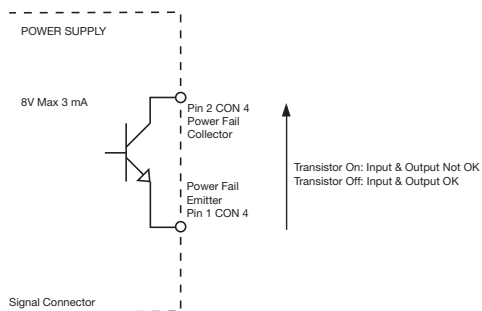 POWER SUPPLY
8V Max 3 mA
Pin 2 CON 4
Power Fail
Collector
Transistor On: Input & Output Not OK
Transistor Off: Input & Output OK
Power Fail
Emitter
Pin 1 CON 4
Signal Connector